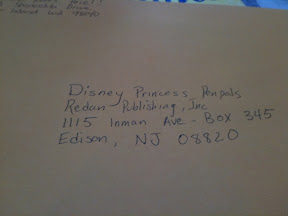 Disney Princess Penpals
Redan Publishing, Inc
1115 Inman Ave - Box 345
Edison, NJ 08820